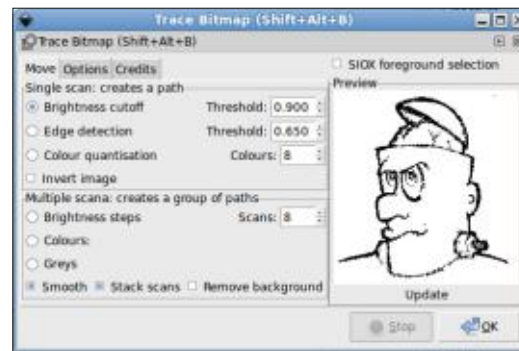 Trace Bitmap (Shift+Alt+B)
Trace Bitmap (Shift+Alt+B)
Move Options Credits
SIOX foreground selection
Single scan: creates a path
Preview
Brightness cutoff Threshold: 0.900
Edge detection Threshold: 0.650
Colour quantisation Colours: 8
Invert image
Multiple scana: creates a group of paths
Brightness steps Scans: 8
Colours:
Greys
Smooth Stack scans Remove background
Update
Stop OK